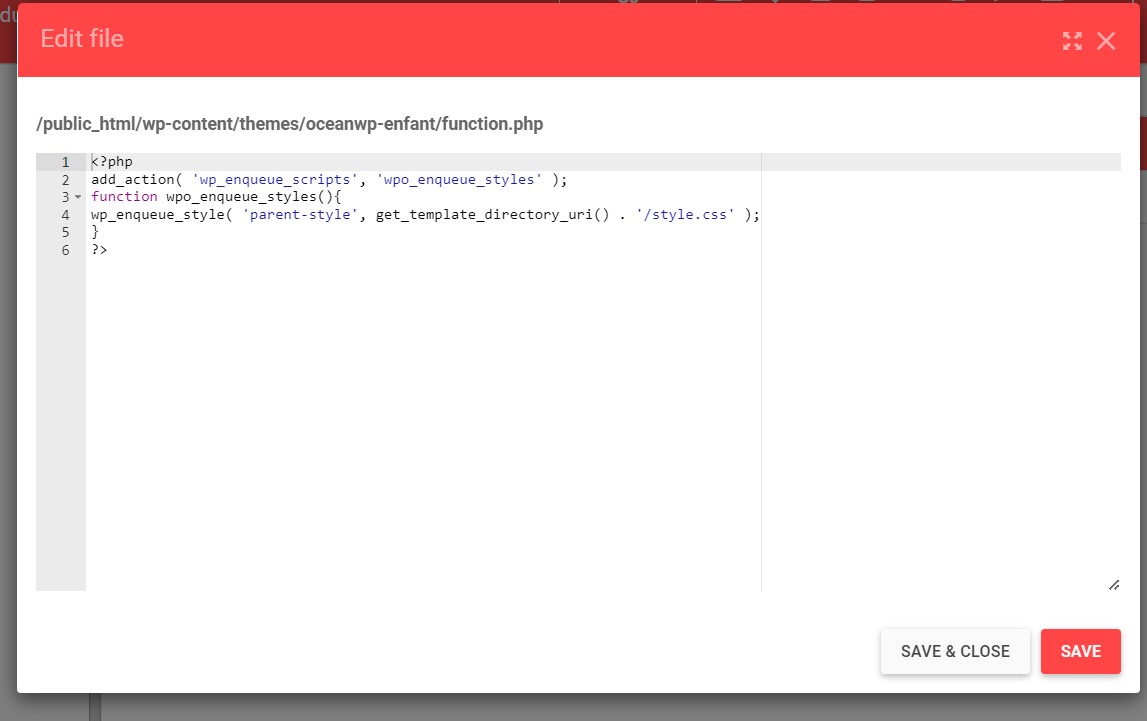 Edit file
/public_html/wp-content/themes/oceanwp-enfant/function.php
1 <?php
2 add_action( 'wp_enqueue_scripts', 'wpo_enqueue_styles' );
3 function wpo_enqueue_styles(){
4 wp_enqueue_style( 'parent-style', get_template_directory_uri() . '/style.css' );
5 }
6 ?>
SAVE & CLOSE
SAVE